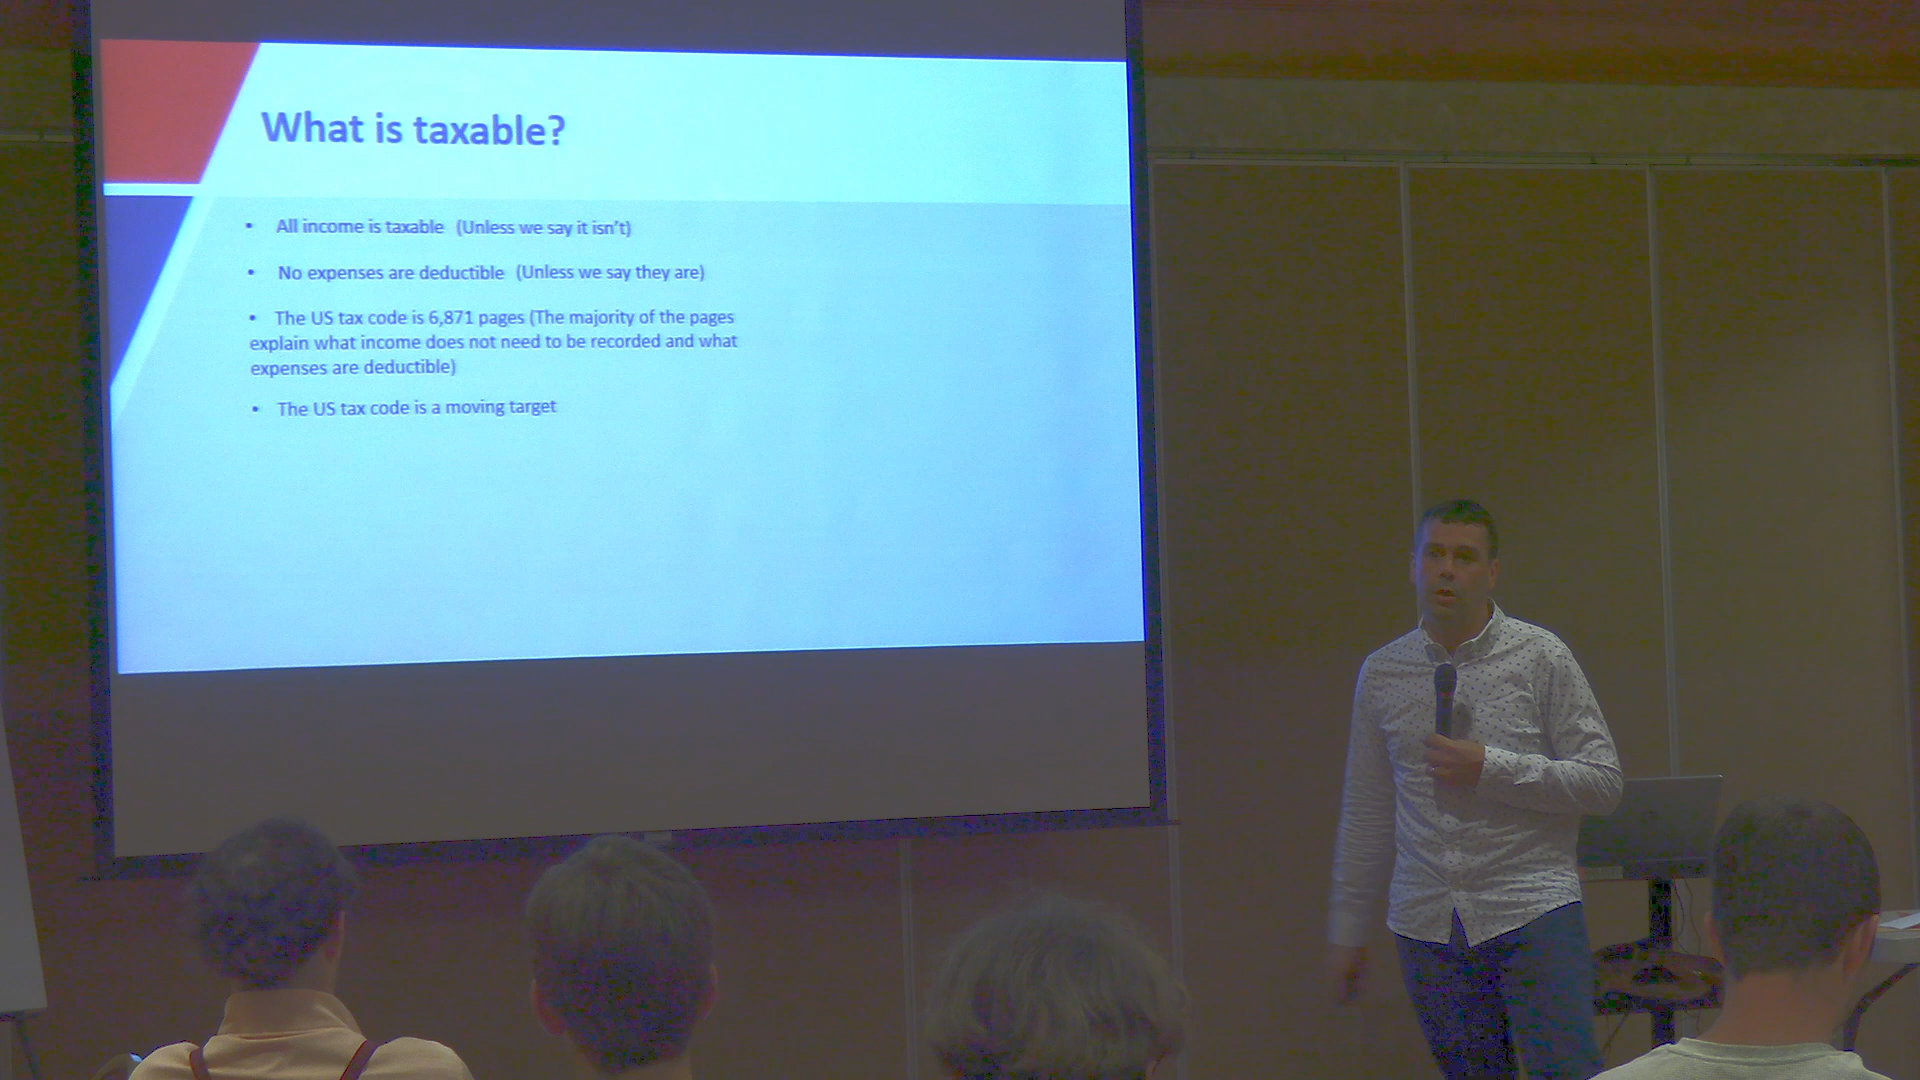 What is taxable?
• All income is taxable (Unless we say it isn't)
• No expenses are deductible (Unless we say they are)
• The US tax code is 6,871 pages (The majority of the pages
explain what income does not need to be recorded and what
expenses are deductible)
• The US tax code is a moving target